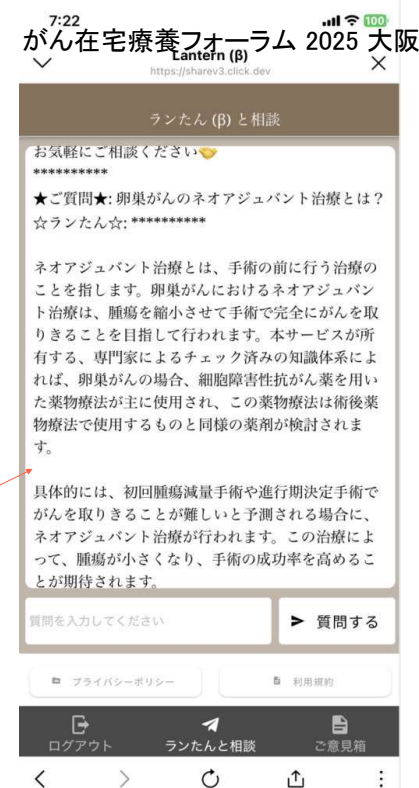 7:22
100
がん在宅療養フォーラム 2025 大阪
Lantern (β)
https://sharev3.click.dev
ランたん (β) と相談
お気軽にご相談ください🤝
**********
★ご質問★: 卵巣がんのネオアジュバント治療とは？
☆ランたん☆: **********
ネオアジュバント治療とは、手術の前に行う治療の
ことを指します。卵巣がんにおけるネオアジュバン
ト治療は、腫瘍を縮小させて手術で完全にがんを取
りきることを目指して行われます。本サービスが所
有する、専門家によるチェック済みの知識体系によ
れば、卵巣がんの場合、細胞障害性抗がん薬を用い
た薬物療法が主に使用され、この薬物療法は術後薬
物療法で使用するものと同様の薬剤が検討されま
す。
具体的には、初回腫瘍減量手術や進行期決定手術で
がんを取りきることが難しいと予測される場合に、
ネオアジュバント治療が行われます。この治療によ
って、腫瘍が小さくなり、手術の成功率を高めるこ
とが期待されます。
質問を入力してください
質問する
プライバシーポリシー
利用規約
ログアウト
ランたんと相談
ご意見箱